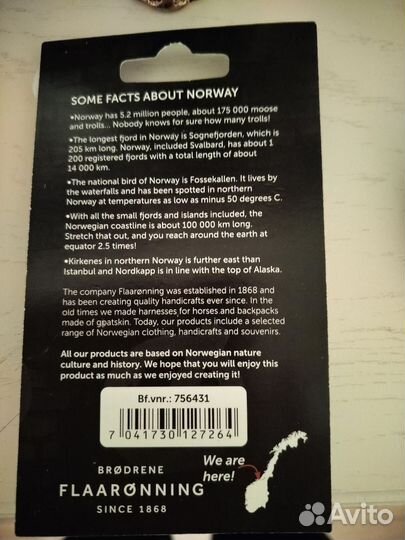 SOME FACTS ABOUT NORWAY
•Norway has 5.2 million people, about 175 000 moose
and trolls... Nobody knows for sure how many trolls!
•The longest fjord in Norway is Sognefjorden, which is
205 km long. Norway, included Svalbard, has about 1
200 registered fjords with a total length of about
14 000 km.
•The national bird of Norway is Fossekallen. It lives by
the waterfalls and has been spotted in northern
Norway at temperatures as low as minus 50 degrees C.
•With all the small fjords and islands included, the
Norwegian coastline is about 100 000 km long.
Stretch that out, and you reach around the earth at
equator 2.5 times!
•Kirkenes in northern Norway is further east than
Istanbul and Nordkapp is in line with the top of Alaska.
The company Flaarønning was established in 1868 and
has been creating quality handicrafts ever since. In the
old times we made harnesses for horses and backpacks
made of gpatskin. Today, our products include a selected
range of Norwegian clothing, handicrafts and souvenirs.
All our products are based on Norwegian nature
culture and history. We hope that you will enjoy this
product as much as we enjoyed creating it!
Bf.vnr.: 756431
7 041730 127264
We are
here!
BRØDRENE
FLAARØNNING
SINCE 1868
Avito